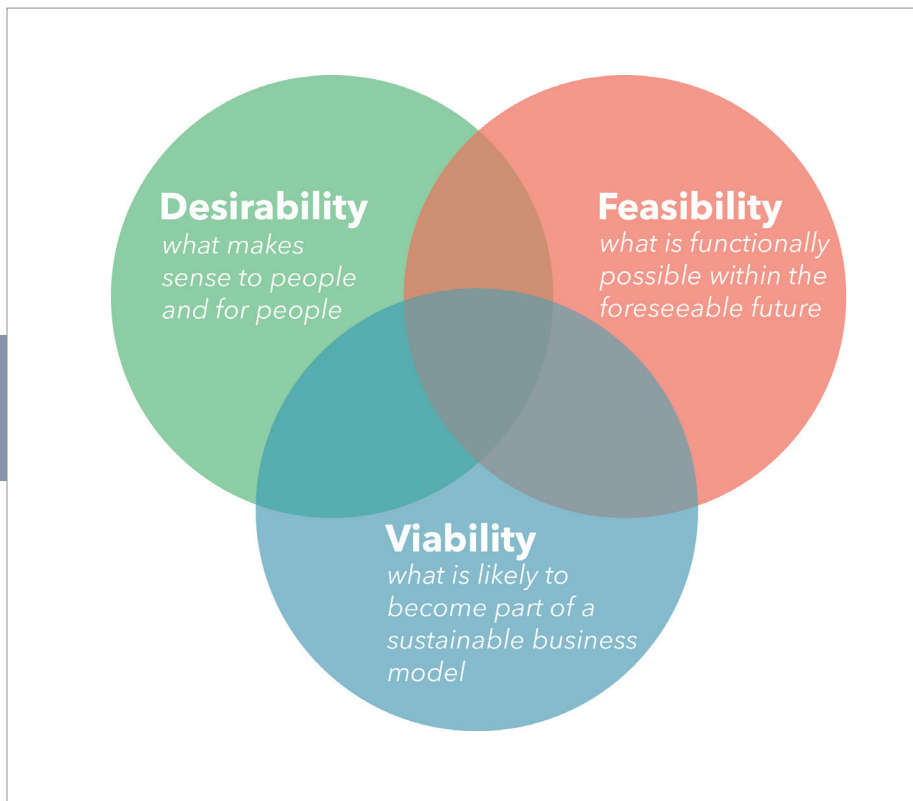 Desirability
what makes
sense to people
and for people
Feasibility
what is functionally
possible within the
foreseeable future
Viability
what is likely to
become part of a
sustainable business
model